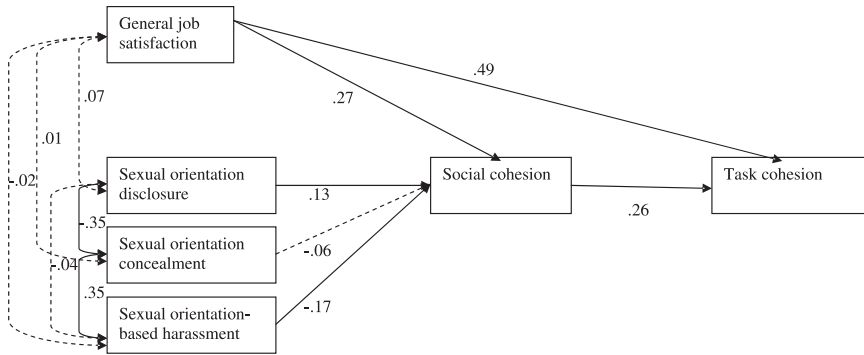 General job
satisfaction
.49
.07
.27
.01
-.02
Sexual orientation
disclosure
Social cohesion
Task cohesion
.13
.26
-.35
Sexual orientation
concealment
-.06
-.04
.35
Sexual orientation-
based harassment
-.17